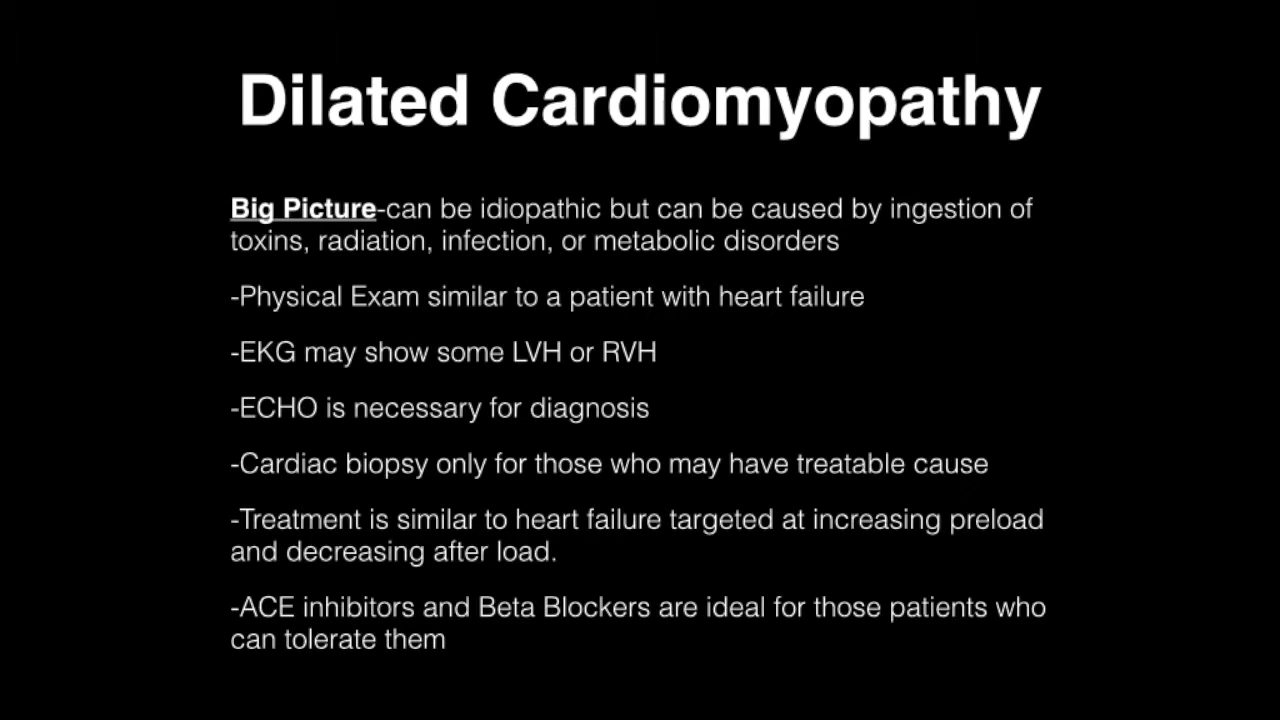 Dilated Cardiomyopathy
Big Picture-can be idiopathic but can be caused by ingestion of
toxins, radiation, infection, or metabolic disorders
-Physical Exam similar to a patient with heart failure
-EKG may show some LVH or RVH
-ECHO is necessary for diagnosis
-Cardiac biopsy only for those who may have treatable cause
-Treatment is similar to heart failure targeted at increasing preload
and decreasing after load.
-ACE inhibitors and Beta Blockers are ideal for those patients who
can tolerate them